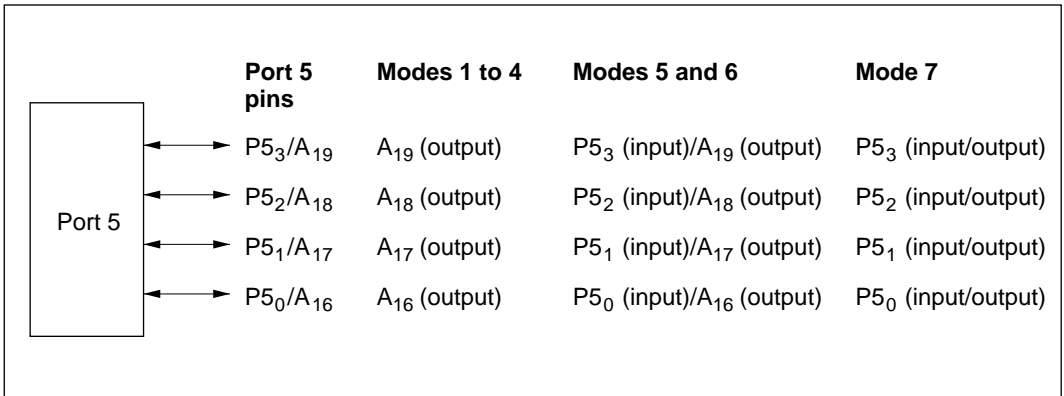 Port 5 pins Modes 1 to 4 Modes 5 and 6 Mode 7
Port 5
P5₃/A₁₉ A₁₉ (output) P5₃ (input)/A₁₉ (output) P5₃ (input/output)
P5₂/A₁₈ A₁₈ (output) P5₂ (input)/A₁₈ (output) P5₂ (input/output)
P5₁/A₁₇ A₁₇ (output) P5₁ (input)/A₁₇ (output) P5₁ (input/output)
P5₀/A₁₆ A₁₆ (output) P5₀ (input)/A₁₆ (output) P5₀ (input/output)